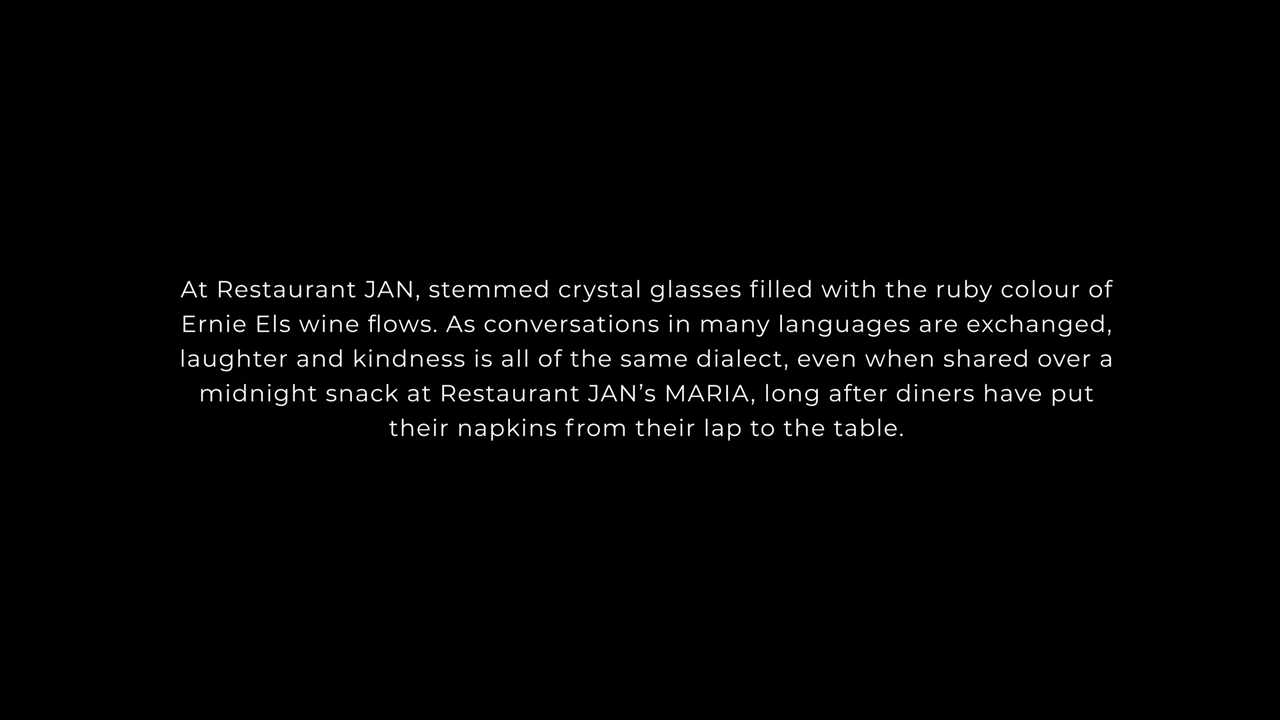 At Restaurant JAN, stemmed crystal glasses filled with the ruby colour of
Ernie Els wine flows. As conversations in many languages are exchanged,
laughter and kindness is all of the same dialect, even when shared over a
midnight snack at Restaurant JAN’s MARIA, long after diners have put
their napkins from their lap to the table.